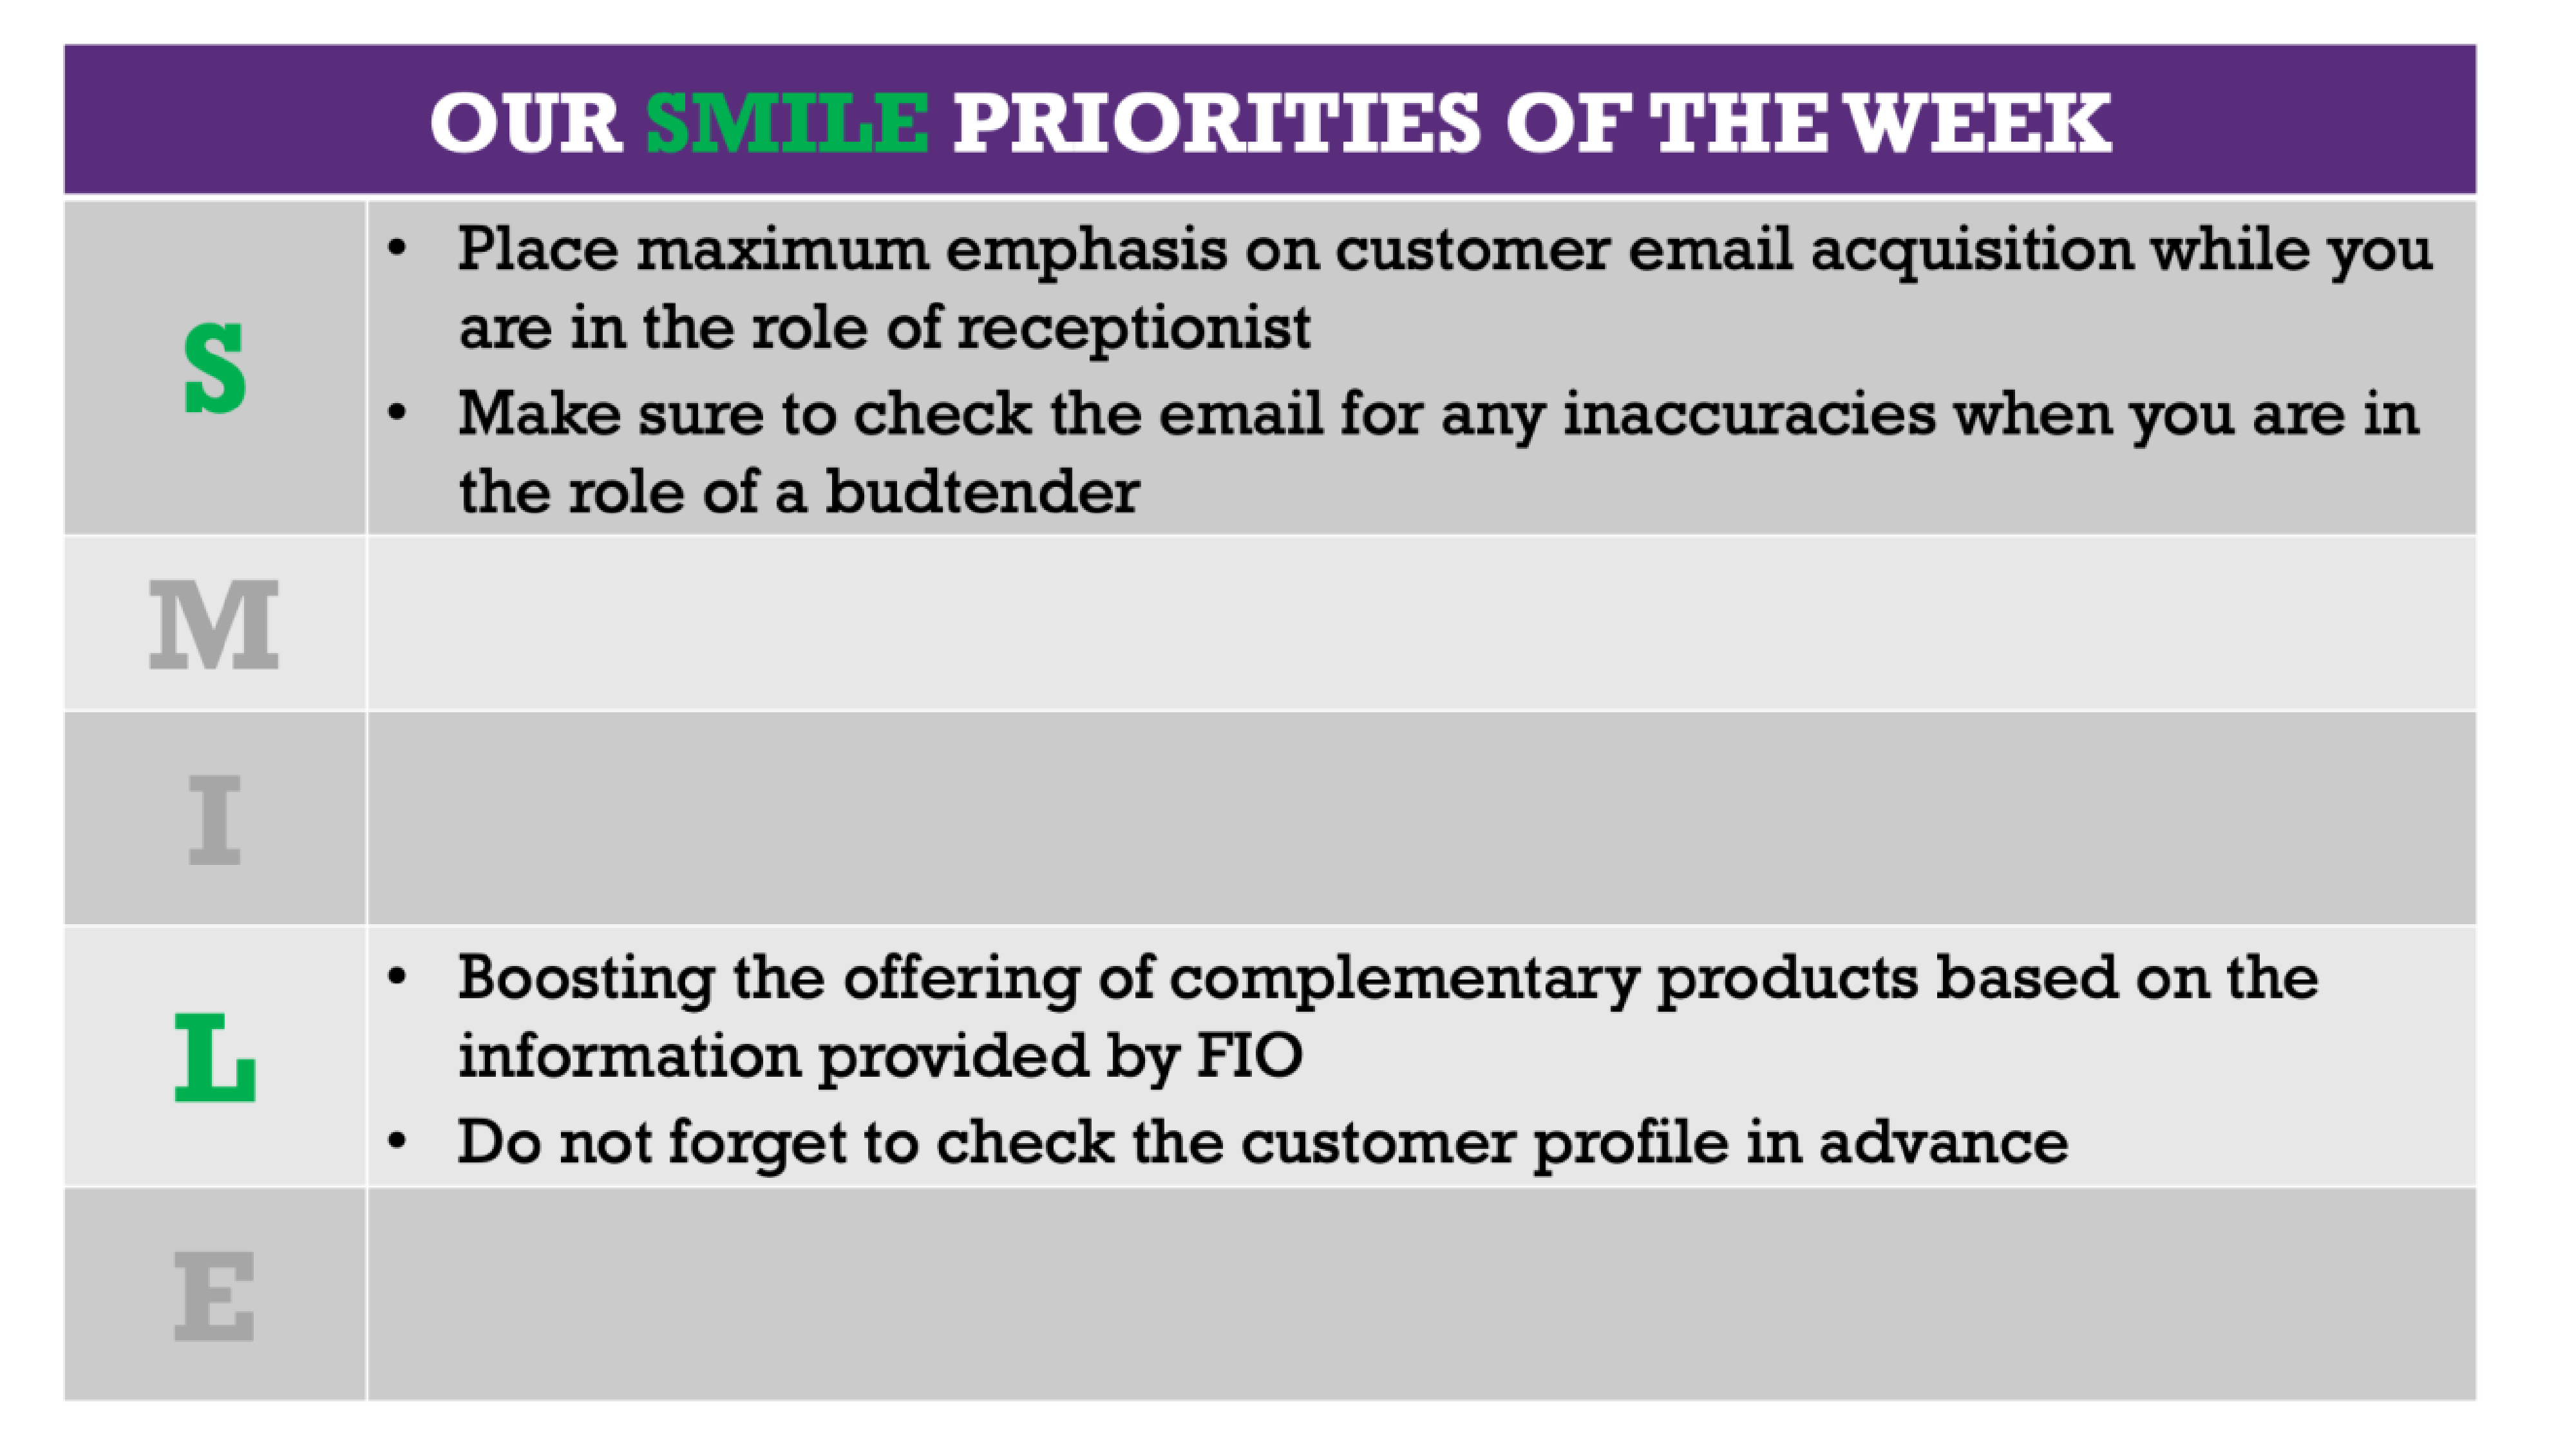 OUR SMILE PRIORITIES OF THE WEEK
S
• Place maximum emphasis on customer email acquisition while you
are in the role of receptionist
• Make sure to check the email for any inaccuracies when you are in
the role of a budtender
M
I
L
• Boosting the offering of complementary products based on the
information provided by FIO
• Do not forget to check the customer profile in advance
E